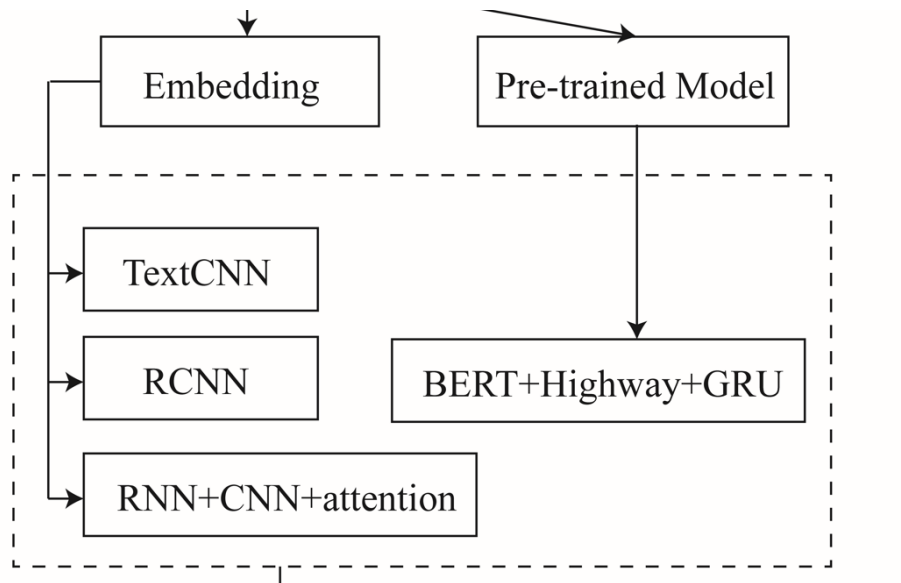 Embedding
Pre-trained Model
TextCNN
RCNN
BERT+Highway+GRU
RNN+CNN+attention